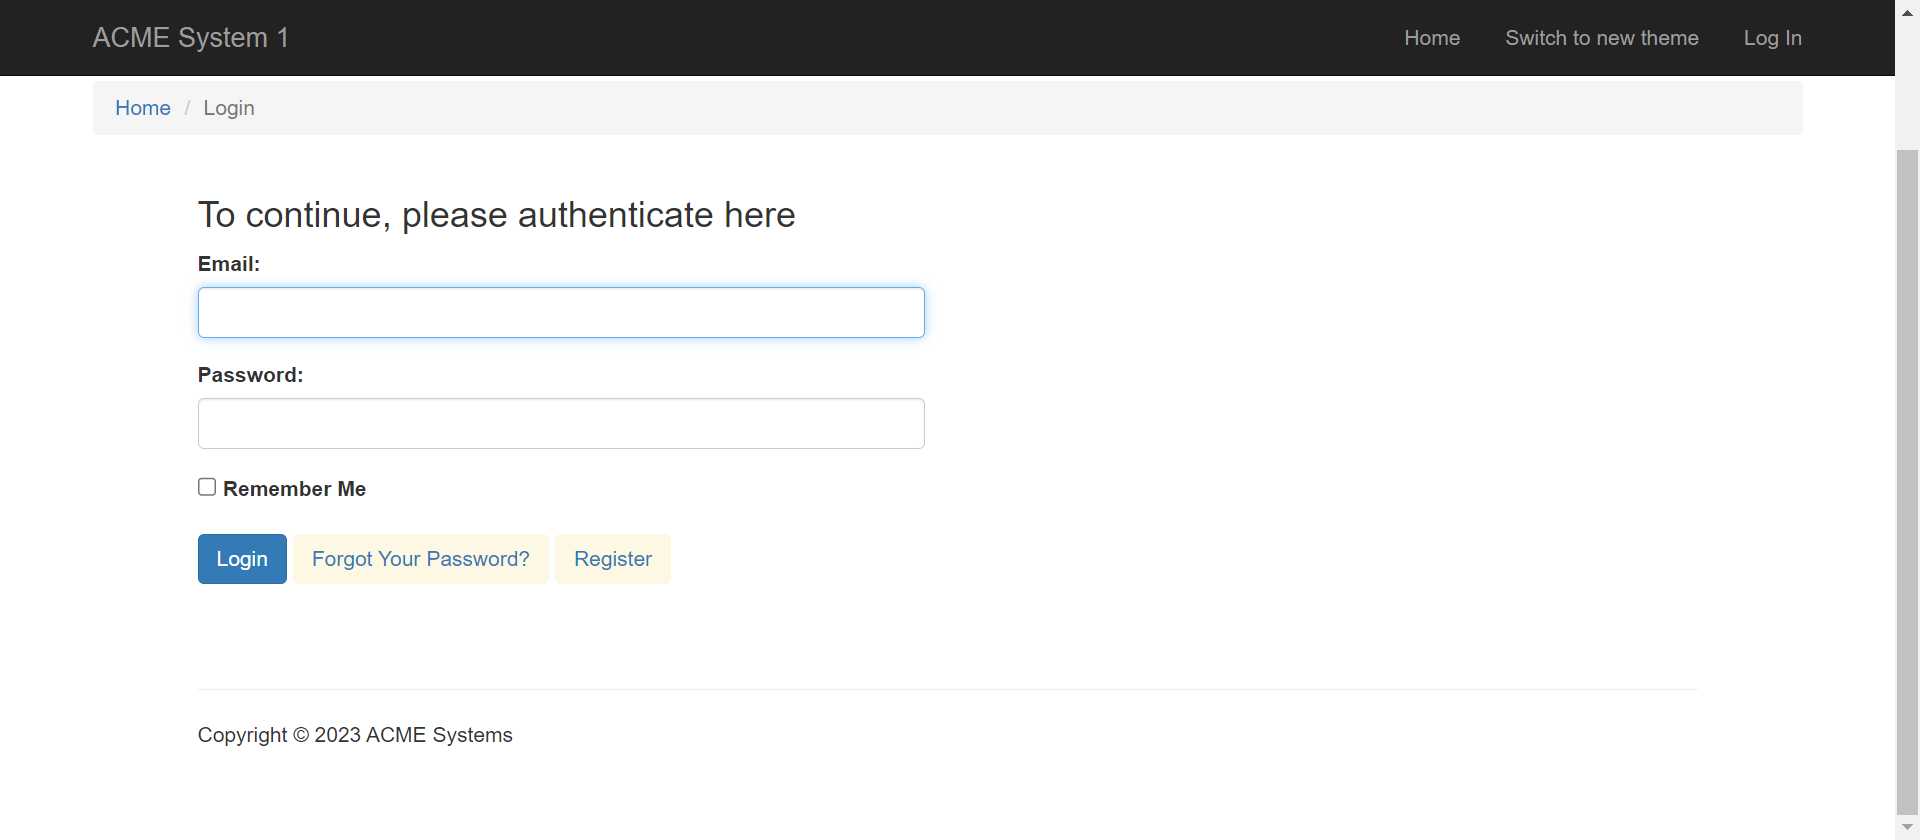 ACME System 1 Home Switch to new theme Log In
Home / Login
To continue, please authenticate here
Email:
Password:
Remember Me
Login Forgot Your Password? Register
Copyright © 2023 ACME Systems